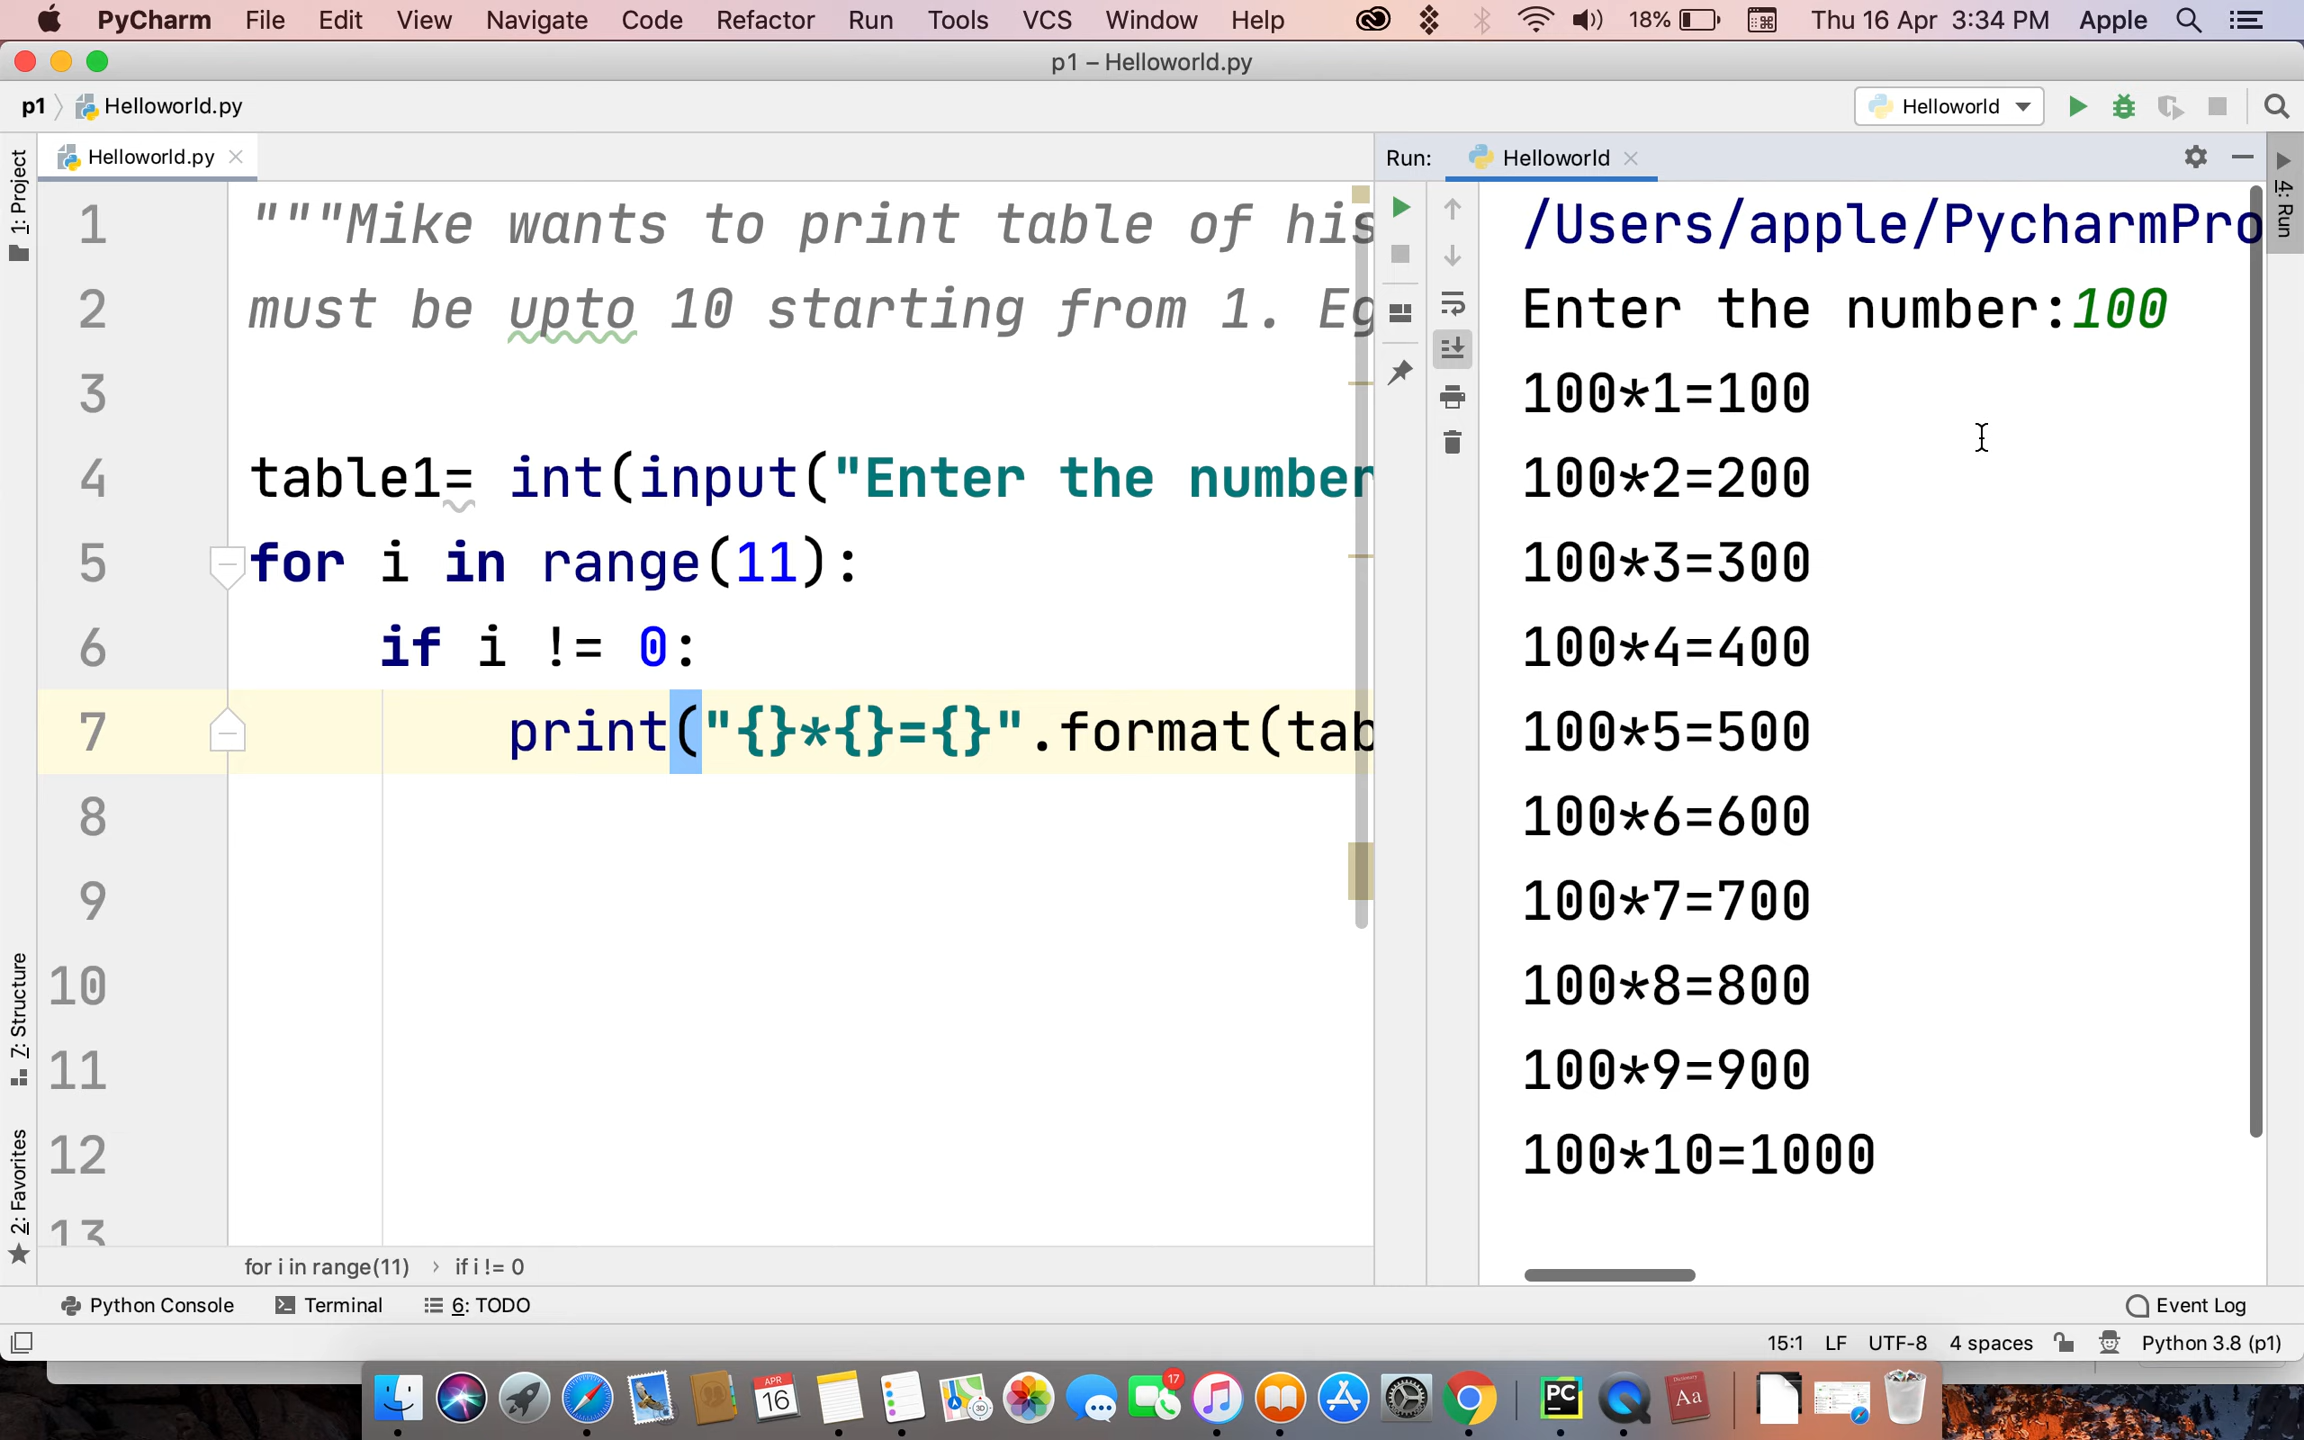 PyCharm File Edit View Navigate Code Refactor Run Tools VCS Window Help 18% Thu 16 Apr 3:34 PM Apple
p1 – Helloworld.py
p1 Helloworld.py Helloworld
1: Project
Helloworld.py
Run: Helloworld
4: Run
1 """Mike wants to print table of his
2 must be upto 10 starting from 1. Eg
3
4 table1= int(input("Enter the number
5 for i in range(11):
6 if i != 0:
7 print("{}*{}={}".format(tab
8
9
10
11
12
13
/Users/apple/PycharmPro
Enter the number:100
100*1=100
100*2=200
100*3=300
100*4=400
100*5=500
100*6=600
100*7=700
100*8=800
100*9=900
100*10=1000
7: Structure
2: Favorites
for i in range(11) › if i != 0
Python Console Terminal 6: TODO Event Log
15:1 LF UTF-8 4 spaces Python 3.8 (p1)
APR
16
3D
17
PC
Dictionary
Aa